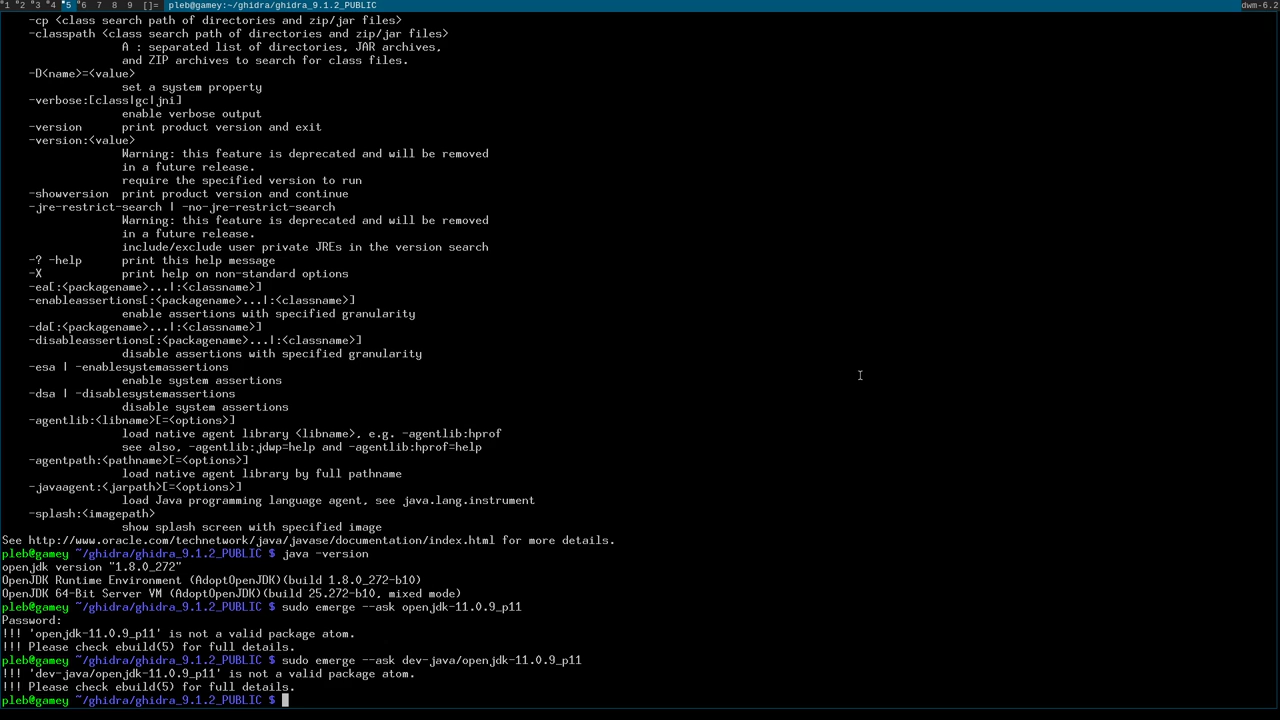 *1 *2 *3 *4 *5 *6 7 8 9 []= pleb@gamey:~/ghidra/ghidra_9.1.2_PUBLIC dwm-6.2
-cp <class search path of directories and zip/jar files>
-classpath <class search path of directories and zip/jar files>
A : separated list of directories, JAR archives,
and ZIP archives to search for class files.
-D<name>=<value>
set a system property
-verbose:[class|gc|jni]
enable verbose output
-version print product version and exit
-version:<value>
Warning: this feature is deprecated and will be removed
in a future release.
require the specified version to run
-showversion print product version and continue
-jre-restrict-search | -no-jre-restrict-search
Warning: this feature is deprecated and will be removed
in a future release.
include/exclude user private JREs in the version search
-? -help print this help message
-X print help on non-standard options
-ea[:<packagename>...|:<classname>]
-enableassertions[:<packagename>...|:<classname>]
enable assertions with specified granularity
-da[:<packagename>...|:<classname>]
-disableassertions[:<packagename>...|:<classname>]
disable assertions with specified granularity
-esa | -enablesystemassertions
enable system assertions
-dsa | -disablesystemassertions
disable system assertions
-agentlib:<libname>[=<options>]
load native agent library <libname>, e.g. -agentlib:hprof
see also, -agentlib:jdwp=help and -agentlib:hprof=help
-agentpath:<pathname>[=<options>]
load native agent library by full pathname
-javaagent:<jarpath>[=<options>]
load Java programming language agent, see java.lang.instrument
-splash:<imagepath>
show splash screen with specified image
See http://www.oracle.com/technetwork/java/javase/documentation/index.html for more details.
pleb@gamey ~/ghidra/ghidra_9.1.2_PUBLIC $ java -version
openjdk version "1.8.0_272"
OpenJDK Runtime Environment (AdoptOpenJDK)(build 1.8.0_272-b10)
OpenJDK 64-Bit Server VM (AdoptOpenJDK)(build 25.272-b10, mixed mode)
pleb@gamey ~/ghidra/ghidra_9.1.2_PUBLIC $ sudo emerge --ask openjdk-11.0.9_p11
Password:
!!! 'openjdk-11.0.9_p11' is not a valid package atom.
!!! Please check ebuild(5) for full details.
pleb@gamey ~/ghidra/ghidra_9.1.2_PUBLIC $ sudo emerge --ask dev-java/openjdk-11.0.9_p11
!!! 'dev-java/openjdk-11.0.9_p11' is not a valid package atom.
!!! Please check ebuild(5) for full details.
pleb@gamey ~/ghidra/ghidra_9.1.2_PUBLIC $